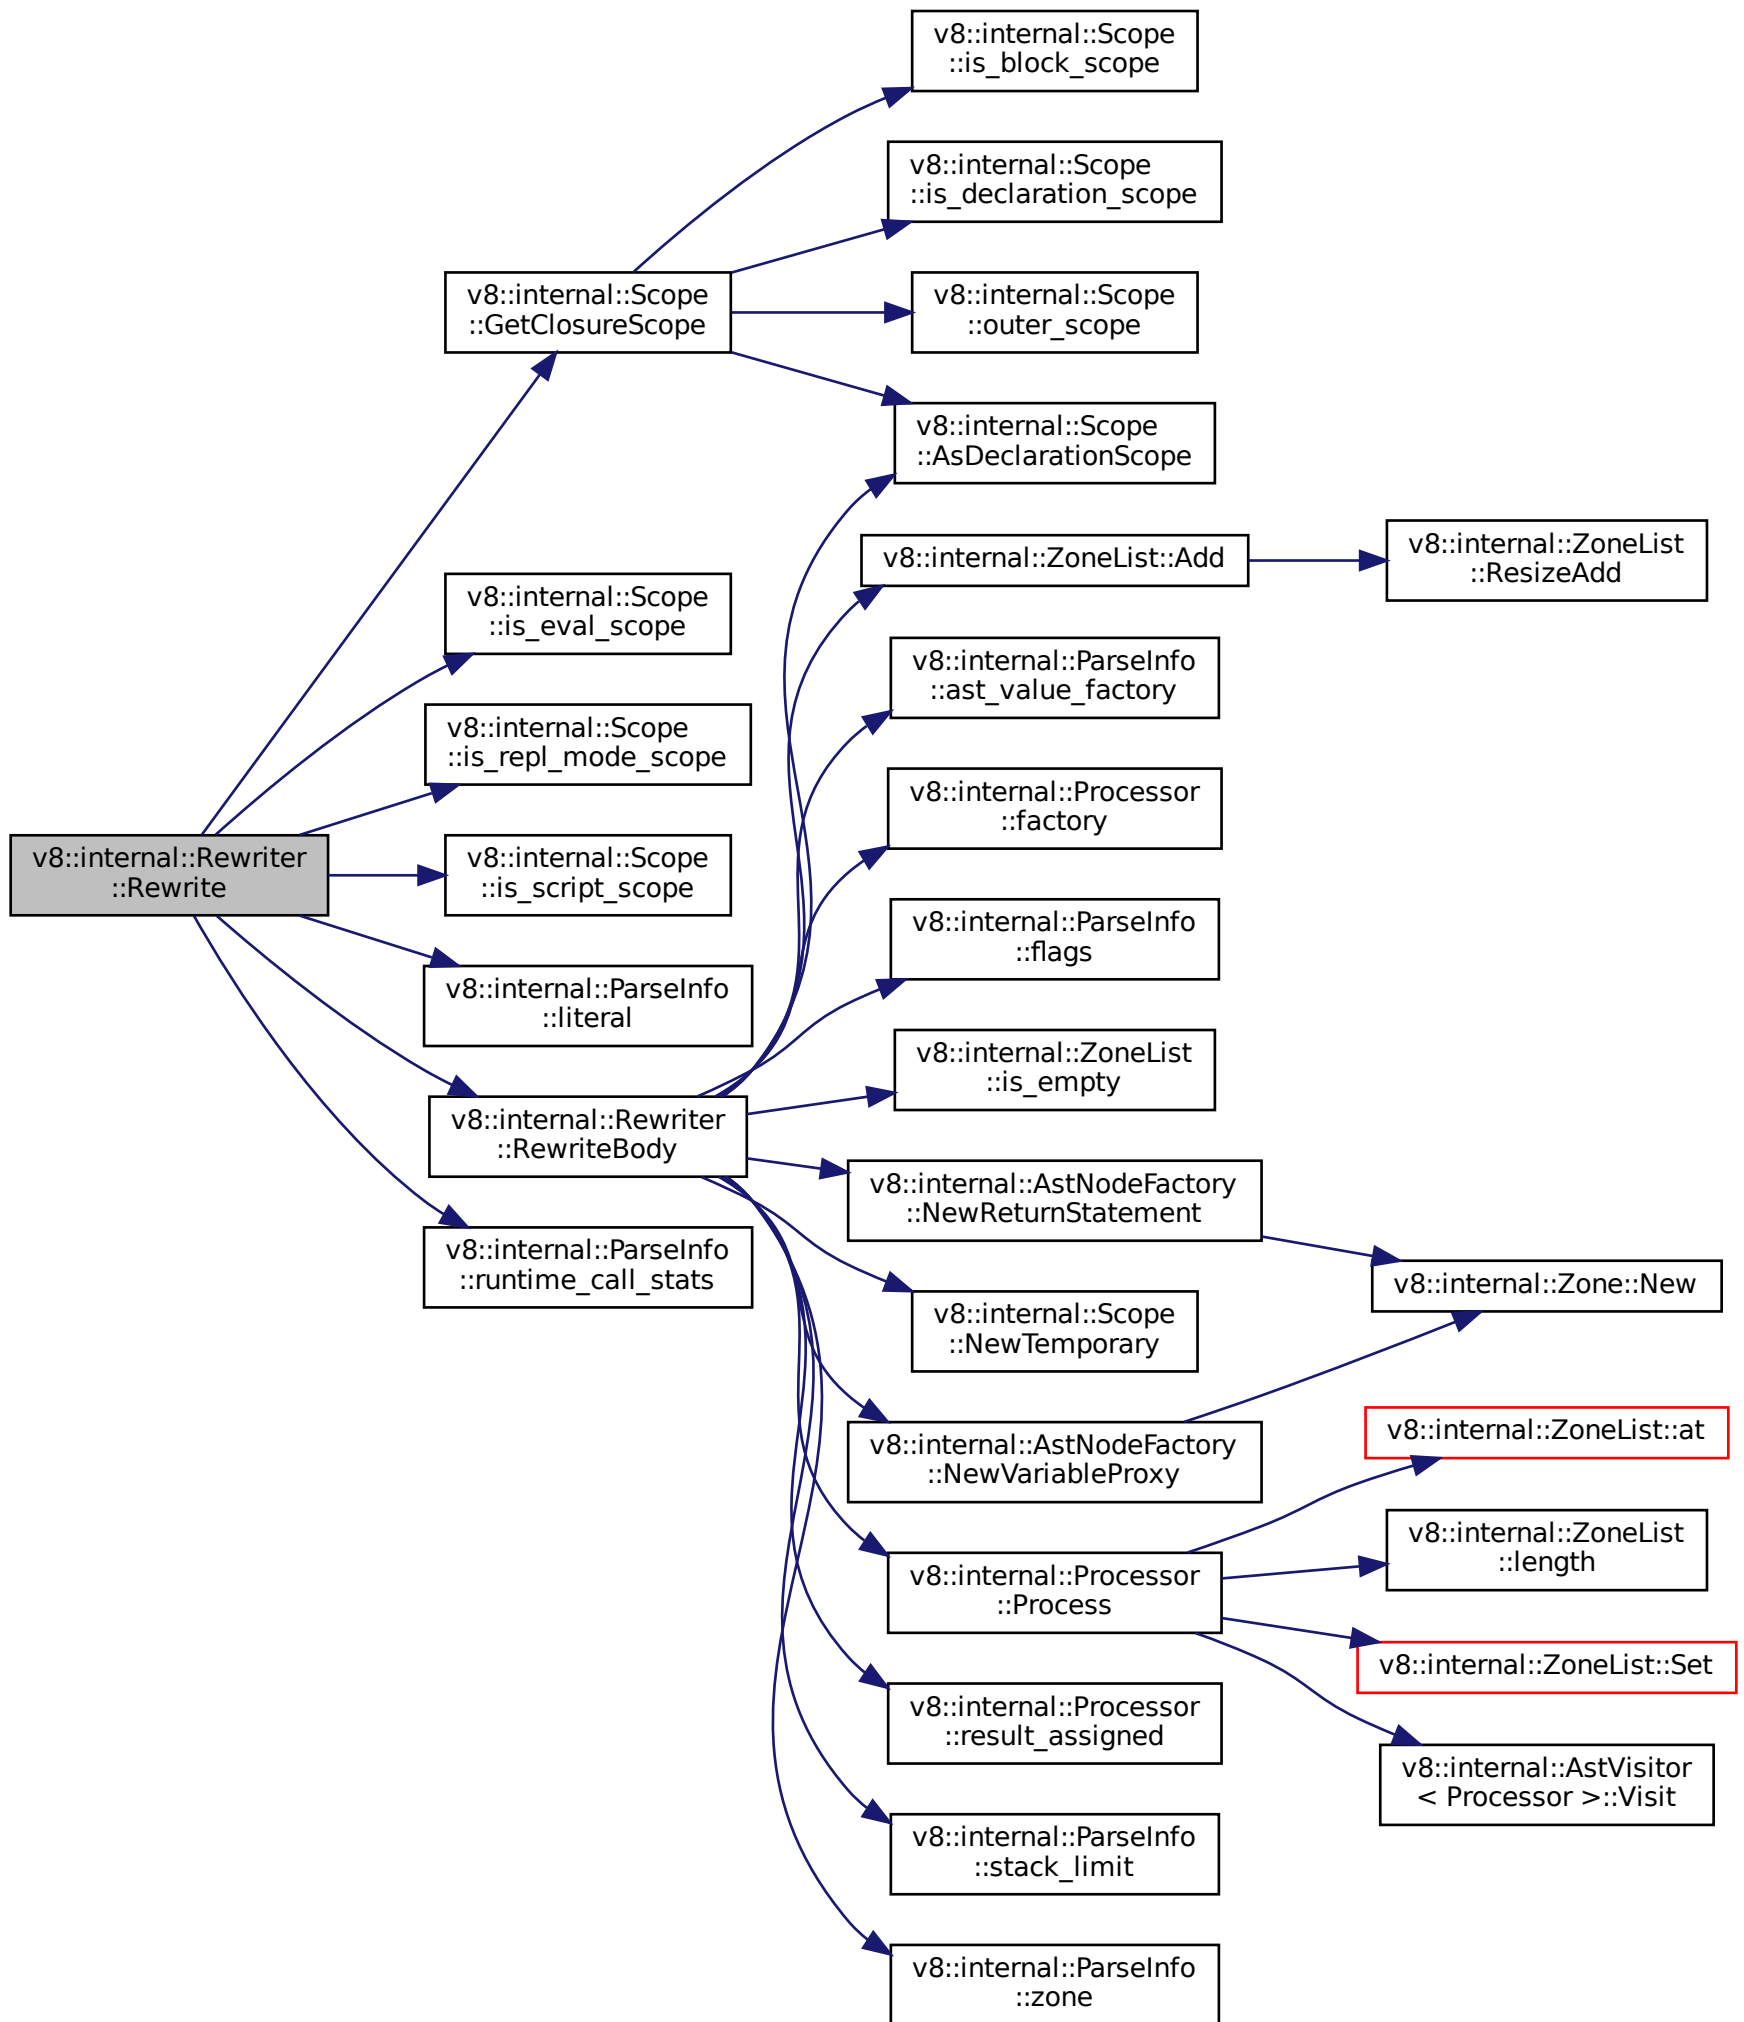 v8::internal::Scope
::is_block_scope
v8::internal::Scope
::is_declaration_scope
v8::internal::Scope
::GetClosureScope
v8::internal::Scope
::outer_scope
v8::internal::Scope
::AsDeclarationScope
v8::internal::ZoneList::Add
v8::internal::ZoneList
::ResizeAdd
v8::internal::Scope
::is_eval_scope
v8::internal::ParseInfo
::ast_value_factory
v8::internal::Scope
::is_repl_mode_scope
v8::internal::Processor
::factory
v8::internal::Rewriter
::Rewrite
v8::internal::Scope
::is_script_scope
v8::internal::ParseInfo
::flags
v8::internal::ParseInfo
::literal
v8::internal::ZoneList
::is_empty
v8::internal::Rewriter
::RewriteBody
v8::internal::AstNodeFactory
::NewReturnStatement
v8::internal::ParseInfo
::runtime_call_stats
v8::internal::Zone::New
v8::internal::Scope
::NewTemporary
v8::internal::AstNodeFactory
::NewVariableProxy
v8::internal::ZoneList::at
v8::internal::ZoneList
::length
v8::internal::Processor
::Process
v8::internal::ZoneList::Set
v8::internal::Processor
::result_assigned
v8::internal::AstVisitor
< Processor >::Visit
v8::internal::ParseInfo
::stack_limit
v8::internal::ParseInfo
::zone